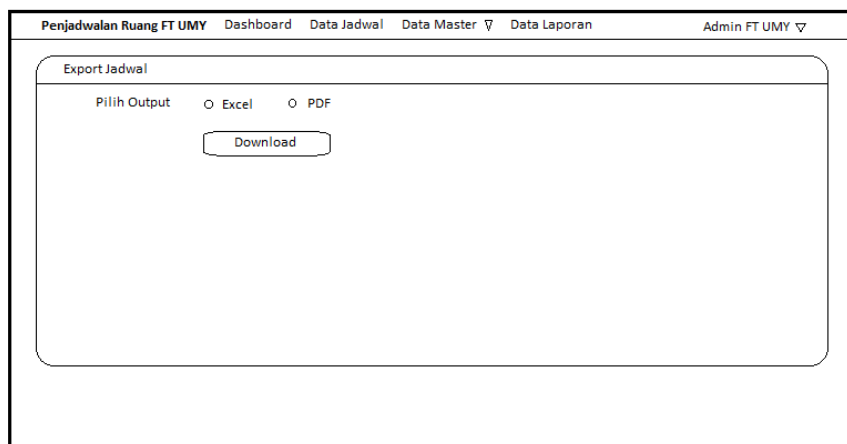 Penjadwalan Ruang FT UMY Dashboard Data Jadwal Data Master Data Laporan Admin FT UMY
Export Jadwal
Pilih Output Excel PDF
Download